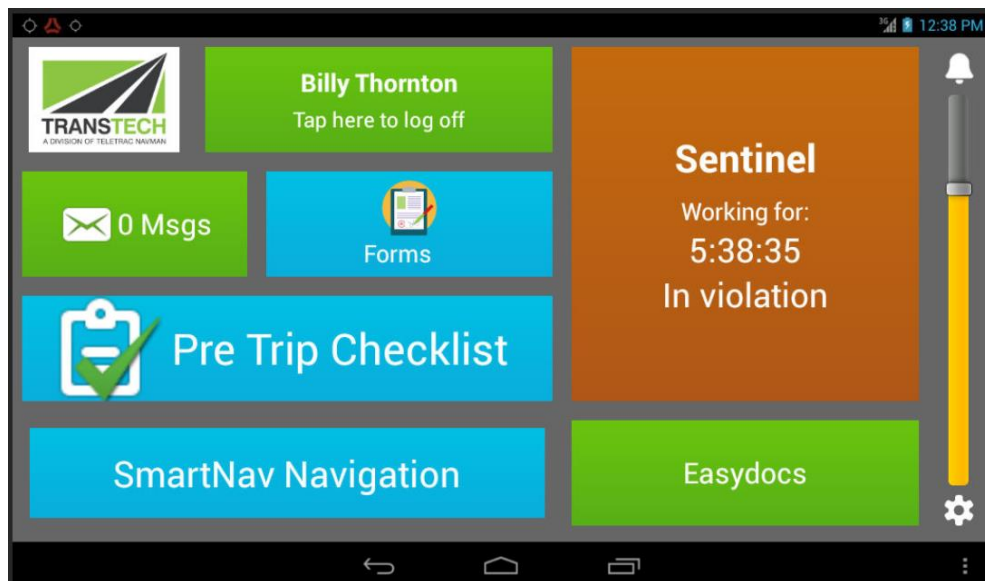 3G
12:38 PM
TRANSTECH
A DIVISION OF TELETRAC NAVMAN
Billy Thornton
Tap here to log off
Sentinel
Working for:
5:38:35
In violation
0 Msgs
Forms
Pre Trip Checklist
SmartNav Navigation
Easydocs